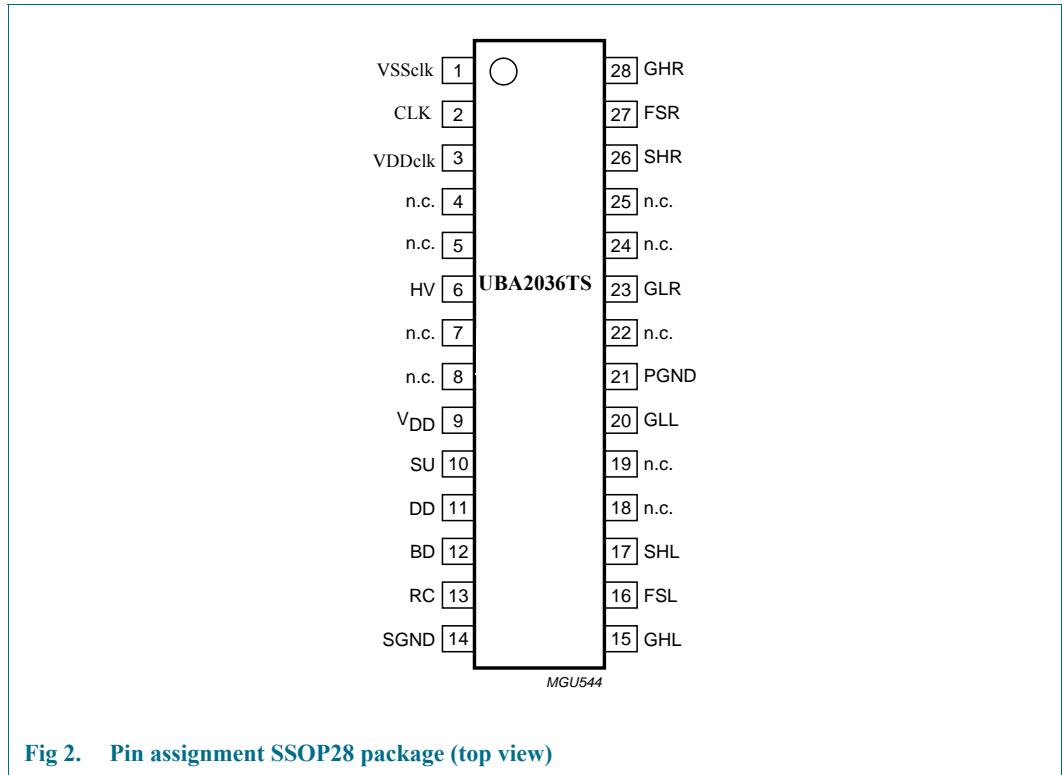 VSSclk 1 28 GHR
CLK 2 27 FSR
VDDclk 3 26 SHR
n.c. 4 25 n.c.
n.c. 5 24 n.c.
HV 6 UBA2036TS 23 GLR
n.c. 7 22 n.c.
n.c. 8 21 PGND
VDD 9 20 GLL
SU 10 19 n.c.
DD 11 18 n.c.
BD 12 17 SHL
RC 13 16 FSL
SGND 14 15 GHL
MGU544
Fig 2. Pin assignment SSOP28 package (top view)